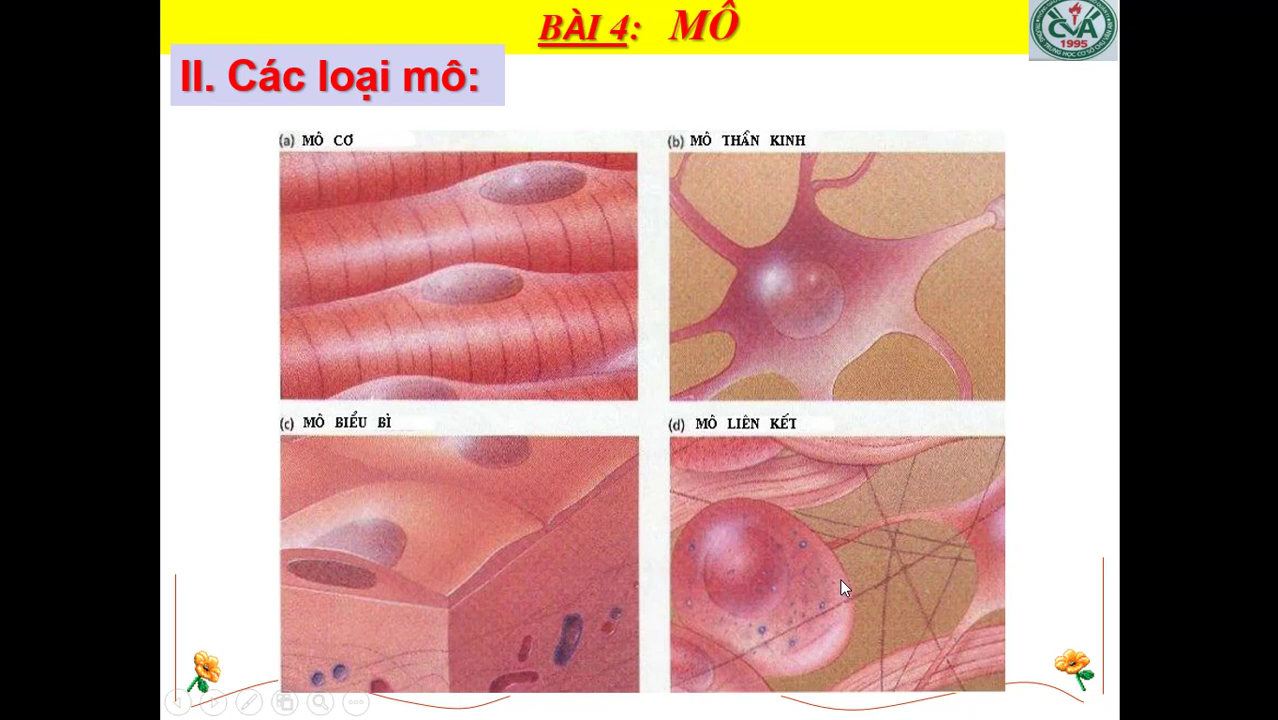 BÀI 4: MÔ
II. Các loại mô:
(a) MÔ CƠ
(b) MÔ THẦN KINH
(c) MÔ BIỂU BÌ
(d) MÔ LIÊN KẾT
CVA
1995